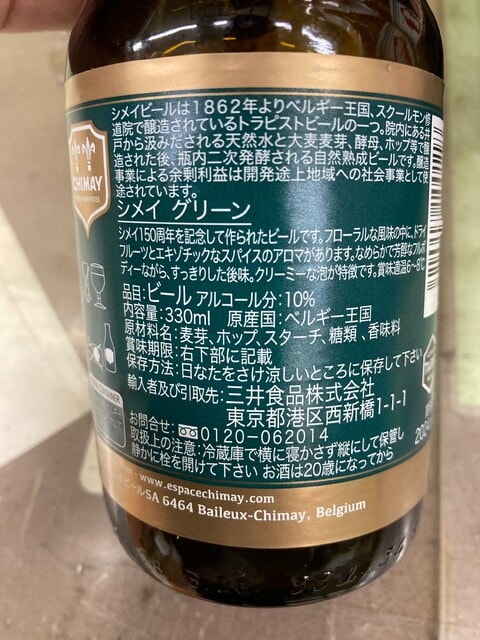 シメイビールは1862年よりベルギー王国、スクールモン修
道院で醸造されているトラピストビールの一つ。院内にある井
戸から汲みだされた天然水と大麦麦芽、酵母、ホップ等で醸
造された後、瓶内二次発酵される自然熟成ビールです。醸造
事業による余剰利益は開発途上地域への社会事業として使
途されています。
CHIMAY
シメイ グリーン
シメイ150周年を記念して作られたビールです。フローラルな風味の中に、ドライ
フルーツとエキゾチックなスパイスのアロマがあります。なめらかで芳醇なフルボ
ディーながら、すっきりした後味。クリーミーな泡が特徴です。賞味適温6~8℃
品目:ビール アルコール分:10%
内容量:330ml 原産国:ベルギー王国
原材料名:麦芽、ホップ、スターチ、糖類、香味料
賞味期限:右下部に記載
保存方法:日なたをさけ涼しいところに保存して下さい
輸入者及び引取先:三井食品株式会社
東京都港区西新橋1-1-1
お問合せ:0120-062014
取扱上の注意:冷蔵庫で横に寝かさず縦にして保管し
静かに栓を開けて下さい お酒は20歳になってから
www.espacechimay.com
ビールSA 6464 Baileux-Chimay, Belgium